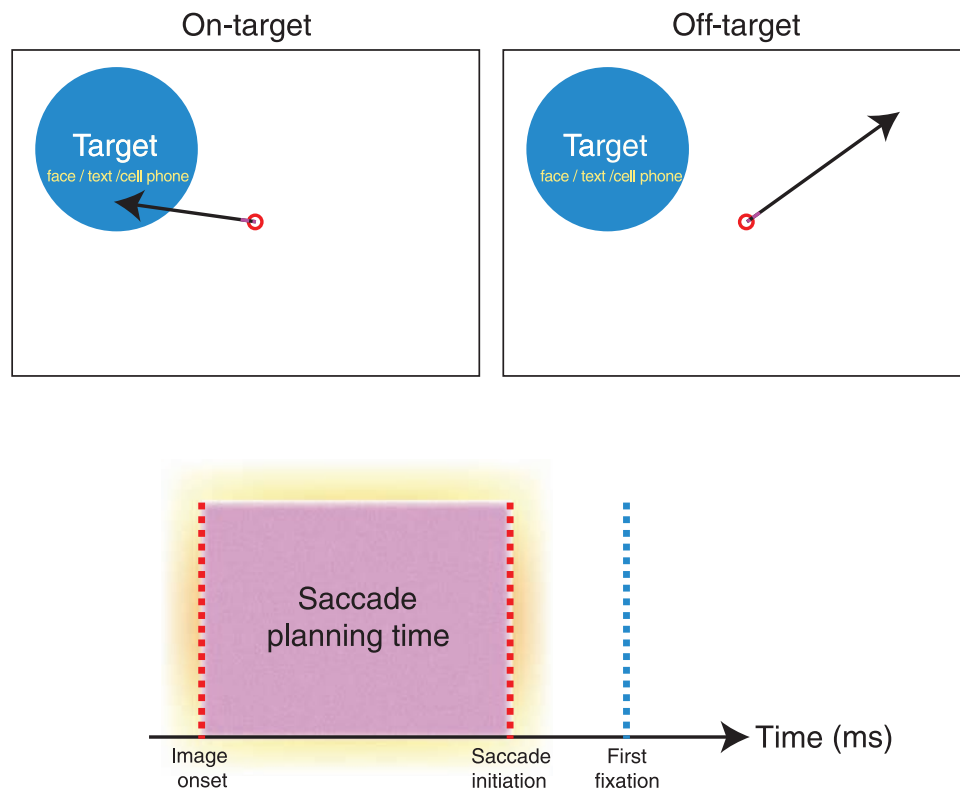 On-target
Off-target
Target
face / text /cell phone
Target
face / text /cell phone
Saccade
planning time
Time (ms)
Image
onset
Saccade
initiation
First
fixation